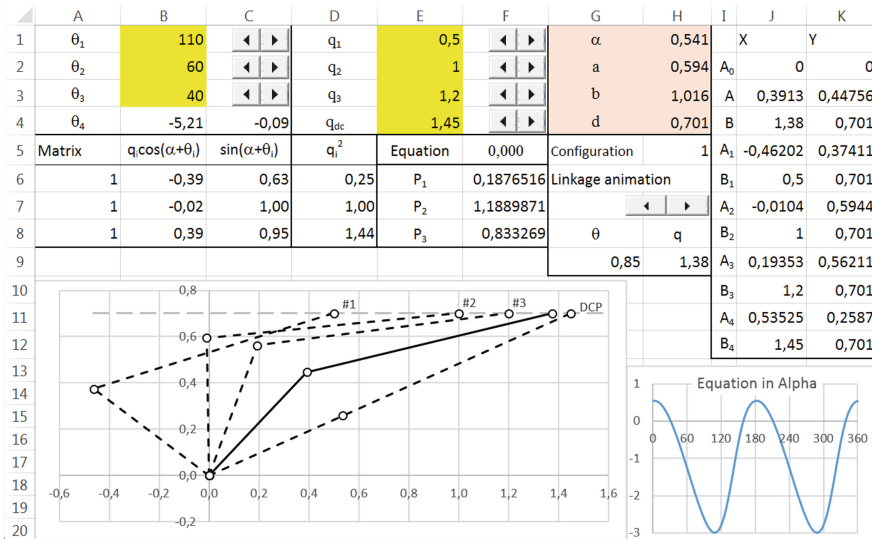 A B C D E F G H I J K
1 θ₁ 110 q₁ 0,5 α 0,541 X Y
2 θ₂ 60 q₂ 1 a 0,594 A₀ 0 0
3 θ₃ 40 q₃ 1,2 b 1,016 A 0,3913 0,44756
4 θ₄ -5,21 -0,09 q_dc 1,45 d 0,701 B 1,38 0,701
5 Matrix qᵢcos(α+θᵢ) sin(α+θᵢ) qᵢ² Equation 0,000 Configuration 1 A₁ -0,46202 0,37411
6 1 -0,39 0,63 0,25 P₁ 0,1876516 Linkage animation B₁ 0,5 0,701
7 1 -0,02 1,00 1,00 P₂ 1,1889871 A₂ -0,0104 0,5944
8 1 0,39 0,95 1,44 P₃ 0,833269 θ q B₂ 1 0,701
9 0,85 1,38 A₃ 0,19353 0,56211
10 B₃ 1,2 0,701
11 A₄ 0,53525 0,2587
12 B₄ 1,45 0,701
13
14
15
16
17
18
19
20
0,8
#1 #2 #3 DCP
0,6
0,4
0,2
0,0
-0,6 -0,4 -0,2 0,0 0,2 0,4 0,6 0,8 1,0 1,2 1,4 1,6
-0,2
Equation in Alpha
1
0
0 60 120 180 240 300 360
-1
-2
-3